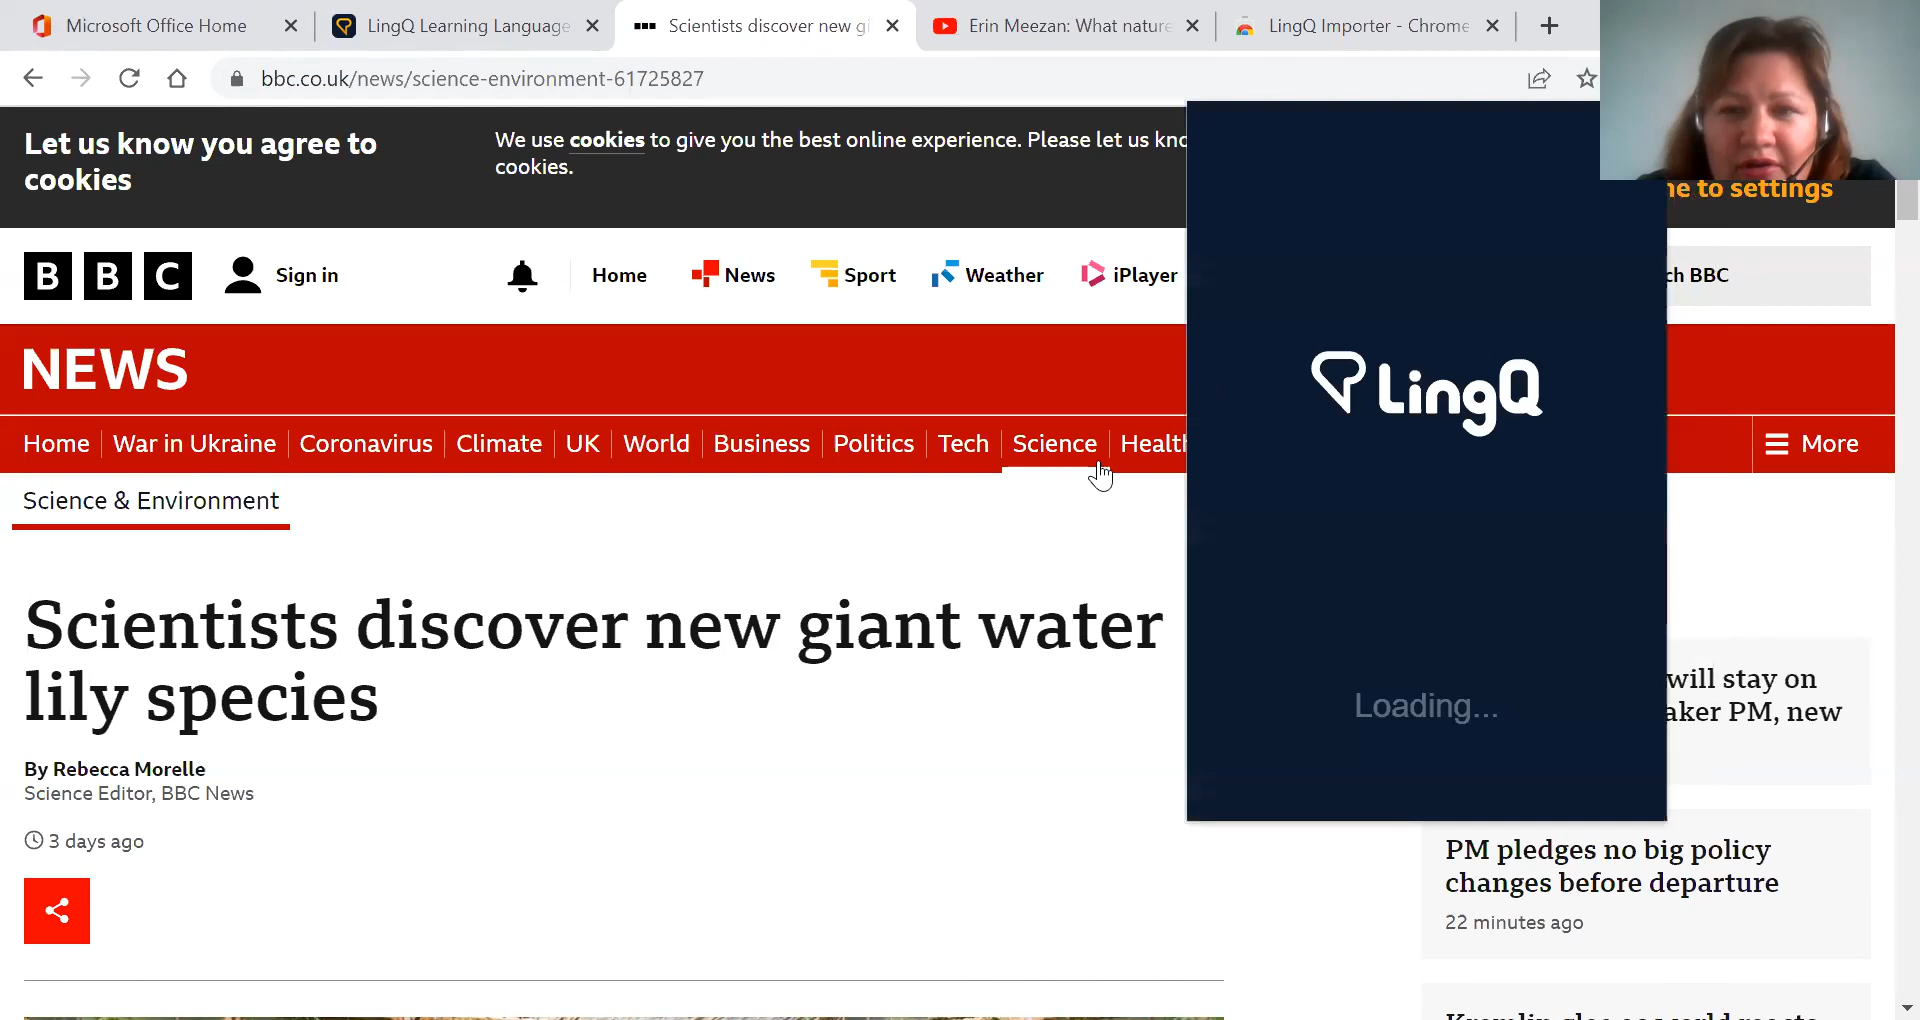 Microsoft Office Home
LingQ Learning Language
Scientists discover new gi
Erin Meezan: What nature
LingQ Importer - Chrome
bbc.co.uk/news/science-environment-61725827
Let us know you agree to
cookies
We use cookies to give you the best online experience. Please let us kno
cookies.
e to settings
BBC
Sign in
Home
News
Sport
Weather
iPlayer
ch BBC
NEWS
Home
War in Ukraine
Coronavirus
Climate
UK
World
Business
Politics
Tech
Science
Health
More
Science & Environment
LingQ
Loading...
Scientists discover new giant water
lily species
By Rebecca Morelle
Science Editor, BBC News
3 days ago
will stay on
aker PM, new
PM pledges no big policy
changes before departure
22 minutes ago